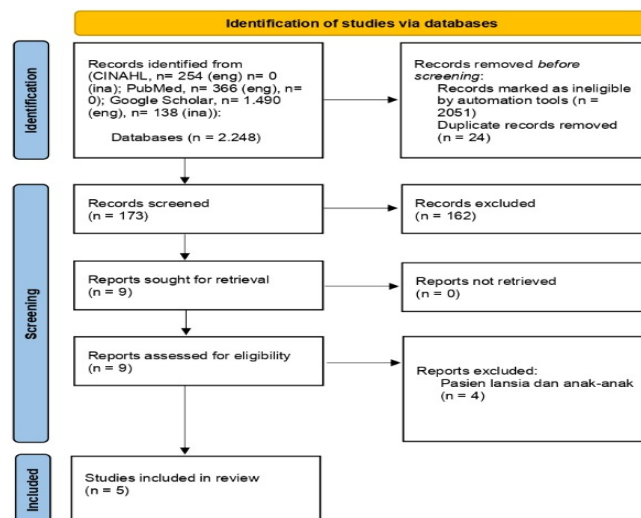 Identification of studies via databases
Identification
Records identified from
(CINAHL, n= 254 (eng) n= 0
(ina); PubMed, n= 366 (eng), n=
0); Google Scholar, n= 1.490
(eng), n= 138 (ina)):
Databases (n = 2.248)
Records removed before
screening:
Records marked as ineligible
by automation tools (n =
2051)
Duplicate records removed
(n = 24)
Screening
Records screened
(n = 173)
Records excluded
(n = 162)
Reports sought for retrieval
(n = 9)
Reports not retrieved
(n = 0)
Reports assessed for eligibility
(n = 9)
Reports excluded:
Pasien lansia dan anak-anak
(n = 4)
Included
Studies included in review
(n = 5)